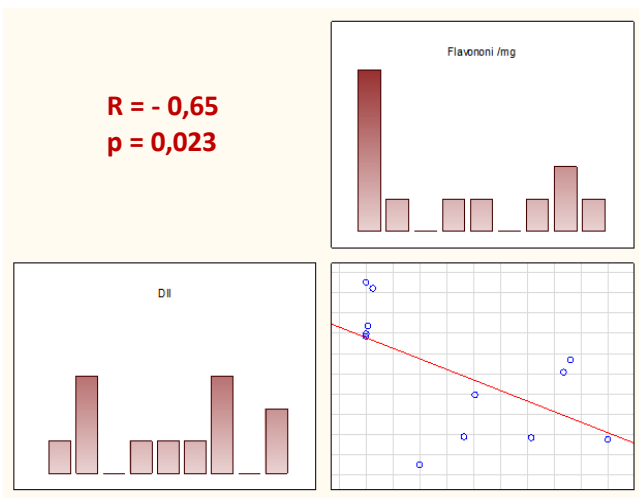 R = - 0,65
p = 0,023
Flavononi /mg
DII